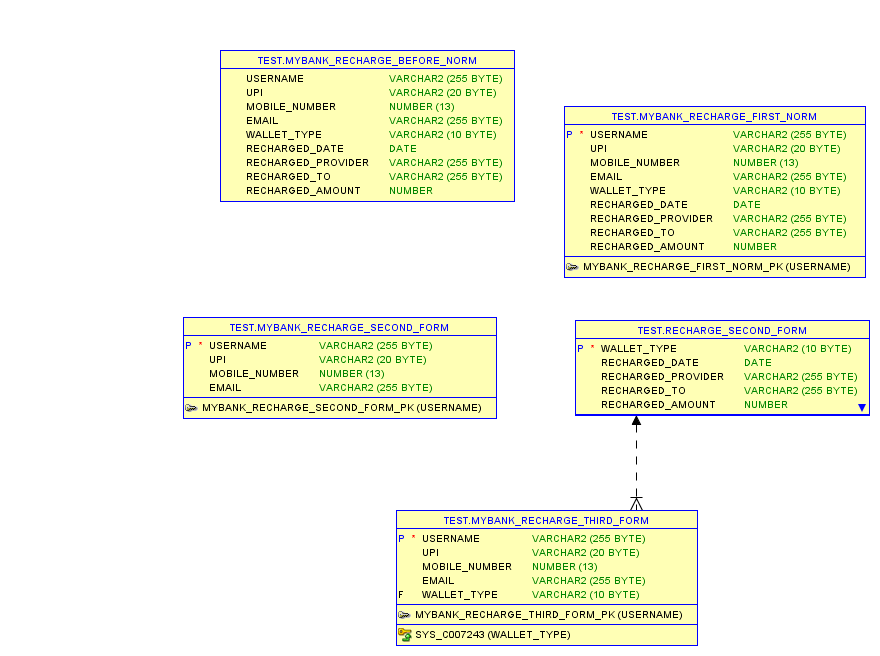 TEST.MYBANK_RECHARGE_BEFORE_NORM
USERNAME VARCHAR2 (255 BYTE)
UPI VARCHAR2 (20 BYTE)
MOBILE_NUMBER NUMBER (13)
EMAIL VARCHAR2 (255 BYTE)
WALLET_TYPE VARCHAR2 (10 BYTE)
RECHARGED_DATE DATE
RECHARGED_PROVIDER VARCHAR2 (255 BYTE)
RECHARGED_TO VARCHAR2 (255 BYTE)
RECHARGED_AMOUNT NUMBER
TEST.MYBANK_RECHARGE_FIRST_NORM
P * USERNAME VARCHAR2 (255 BYTE)
UPI VARCHAR2 (20 BYTE)
MOBILE_NUMBER NUMBER (13)
EMAIL VARCHAR2 (255 BYTE)
WALLET_TYPE VARCHAR2 (10 BYTE)
RECHARGED_DATE DATE
RECHARGED_PROVIDER VARCHAR2 (255 BYTE)
RECHARGED_TO VARCHAR2 (255 BYTE)
RECHARGED_AMOUNT NUMBER
MYBANK_RECHARGE_FIRST_NORM_PK (USERNAME)
TEST.MYBANK_RECHARGE_SECOND_FORM
P * USERNAME VARCHAR2 (255 BYTE)
UPI VARCHAR2 (20 BYTE)
MOBILE_NUMBER NUMBER (13)
EMAIL VARCHAR2 (255 BYTE)
MYBANK_RECHARGE_SECOND_FORM_PK (USERNAME)
TEST.RECHARGE_SECOND_FORM
P * WALLET_TYPE VARCHAR2 (10 BYTE)
RECHARGED_DATE DATE
RECHARGED_PROVIDER VARCHAR2 (255 BYTE)
RECHARGED_TO VARCHAR2 (255 BYTE)
RECHARGED_AMOUNT NUMBER
TEST.MYBANK_RECHARGE_THIRD_FORM
P * USERNAME VARCHAR2 (255 BYTE)
UPI VARCHAR2 (20 BYTE)
MOBILE_NUMBER NUMBER (13)
EMAIL VARCHAR2 (255 BYTE)
F WALLET_TYPE VARCHAR2 (10 BYTE)
MYBANK_RECHARGE_THIRD_FORM_PK (USERNAME)
SYS_C007243 (WALLET_TYPE)